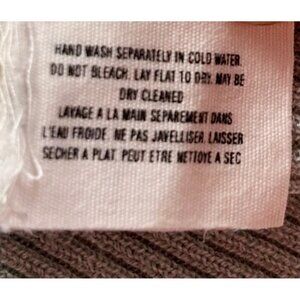 HAND WASH SEPARATELY IN COLD WATER.
DO NOT BLEACH. LAY FLAT TO DRY. MAY BE
DRY CLEANED
LAVAGE A LA MAIN SEPAREMENT DANS
L'EAU FROIDE. NE PAS JAVELLISER. LAISSER
SECHER A PLAT. PEUT ETRE NETTOYE A SEC